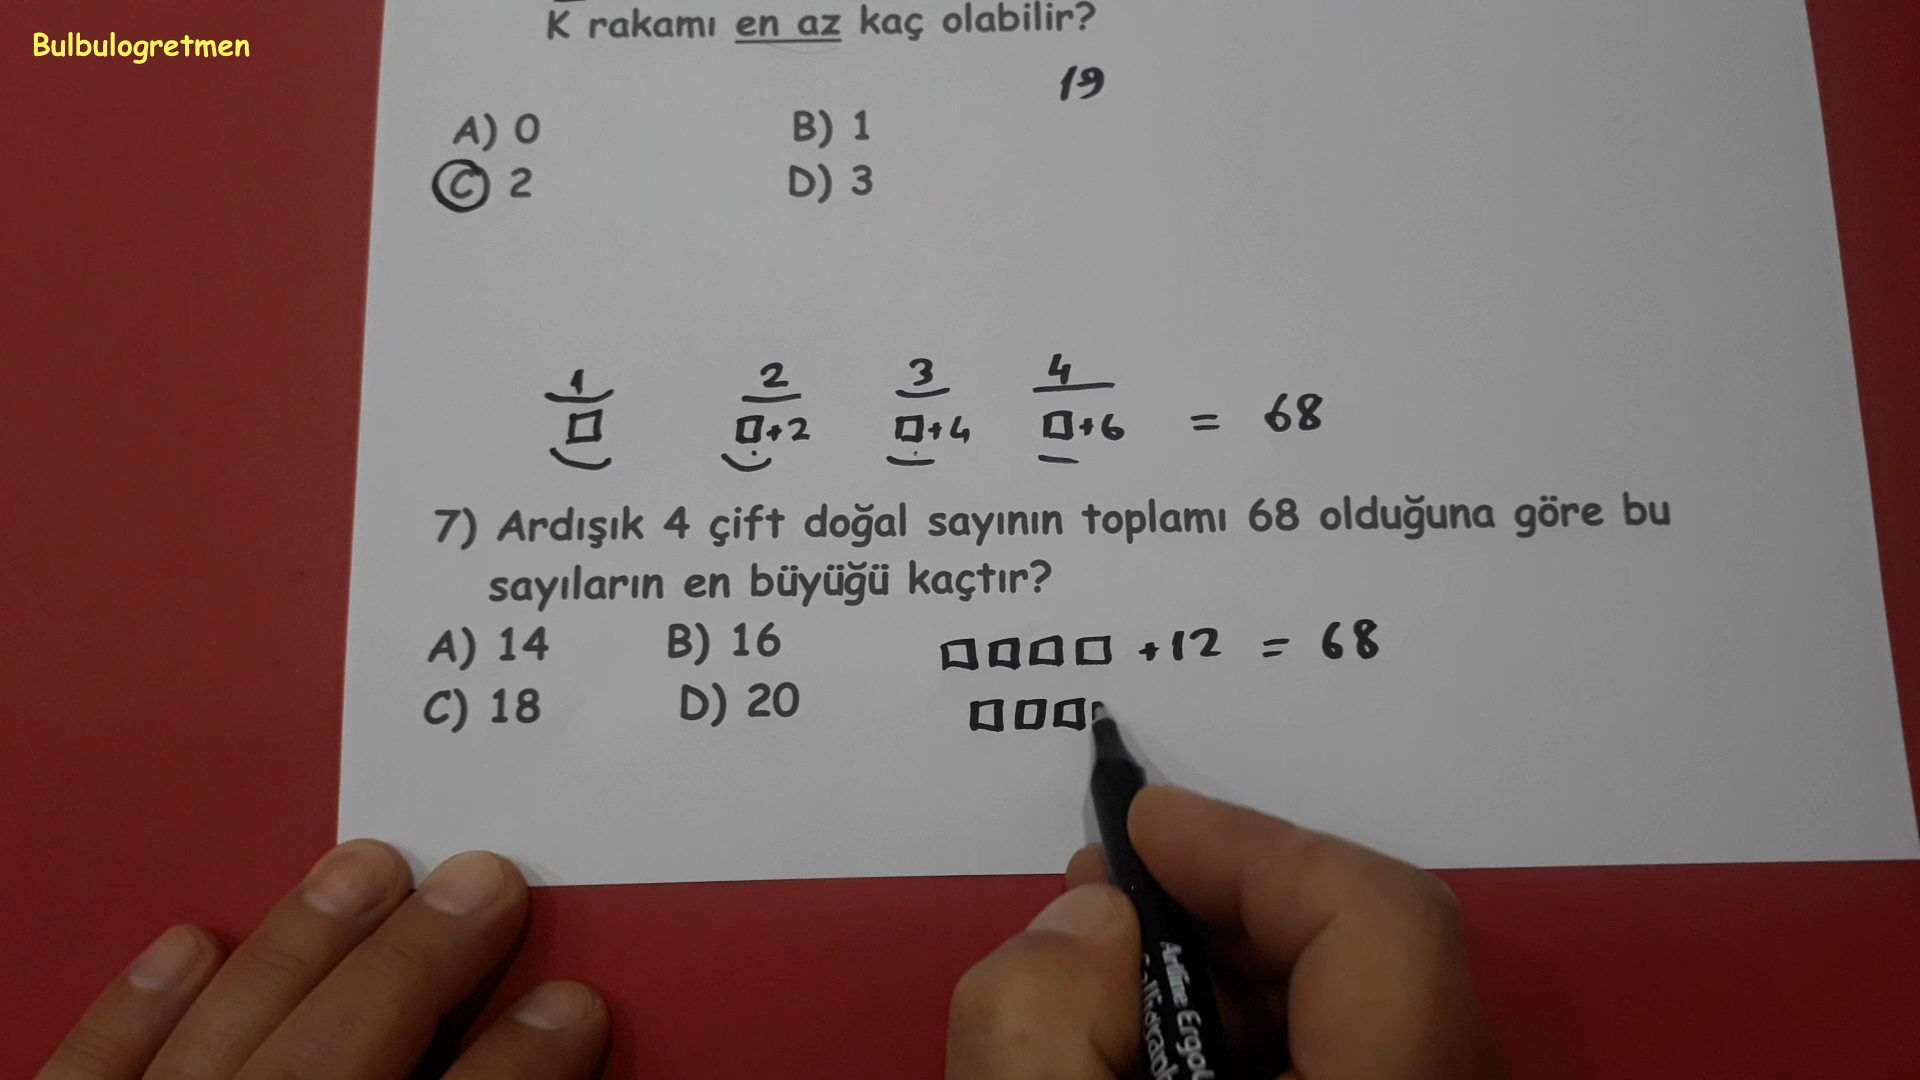 Bulbulogretmen
K rakamı en az kaç olabilir?
19
A) 0 B) 1
C) 2 D) 3
1 2 3 4
□ □+2 □+4 □+6 = 68
7) Ardışık 4 çift doğal sayının toplamı 68 olduğuna göre bu
sayıların en büyüğü kaçtır?
A) 14 B) 16
□□□□ +12 = 68
C) 18 D) 20
□□□
Artline Ergo